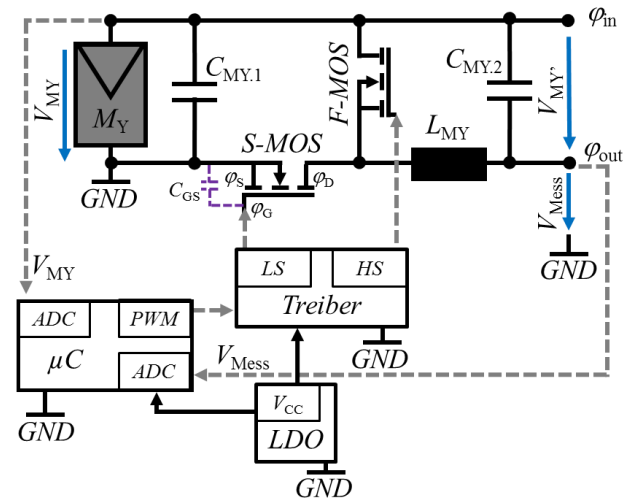 φin
VMY
MY
CMY.1
F-MOS
CMY.2
VMY'
S-MOS
LMY
φout
GND
CGS
φS
φD
φG
VMess
GND
VMY
LS
HS
Treiber
ADC
PWM
µC
ADC
GND
VMess
GND
VCC
LDO
GND